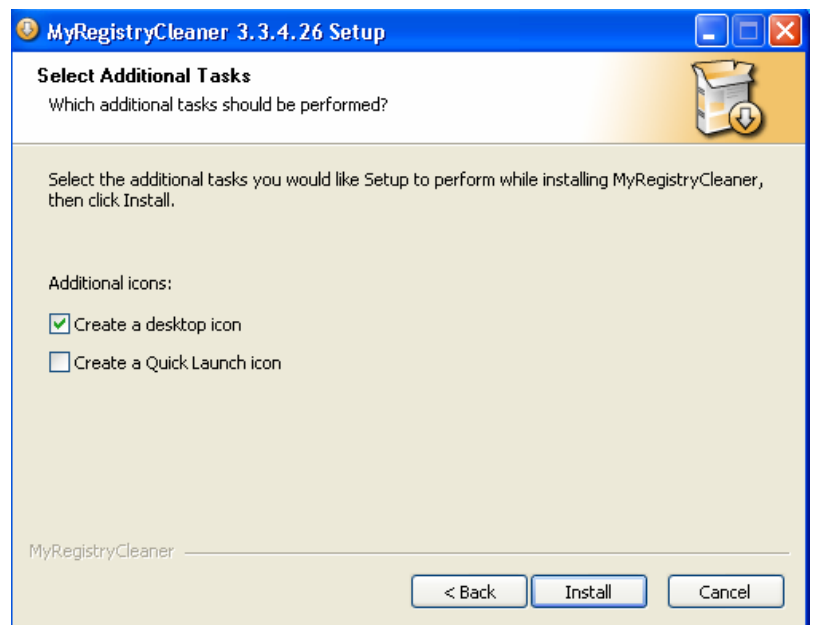 MyRegistryCleaner 3.3.4.26 Setup
Select Additional Tasks
Which additional tasks should be performed?
Select the additional tasks you would like Setup to perform while installing MyRegistryCleaner,
then click Install.
Additional icons:
Create a desktop icon
Create a Quick Launch icon
MyRegistryCleaner
< Back Install Cancel